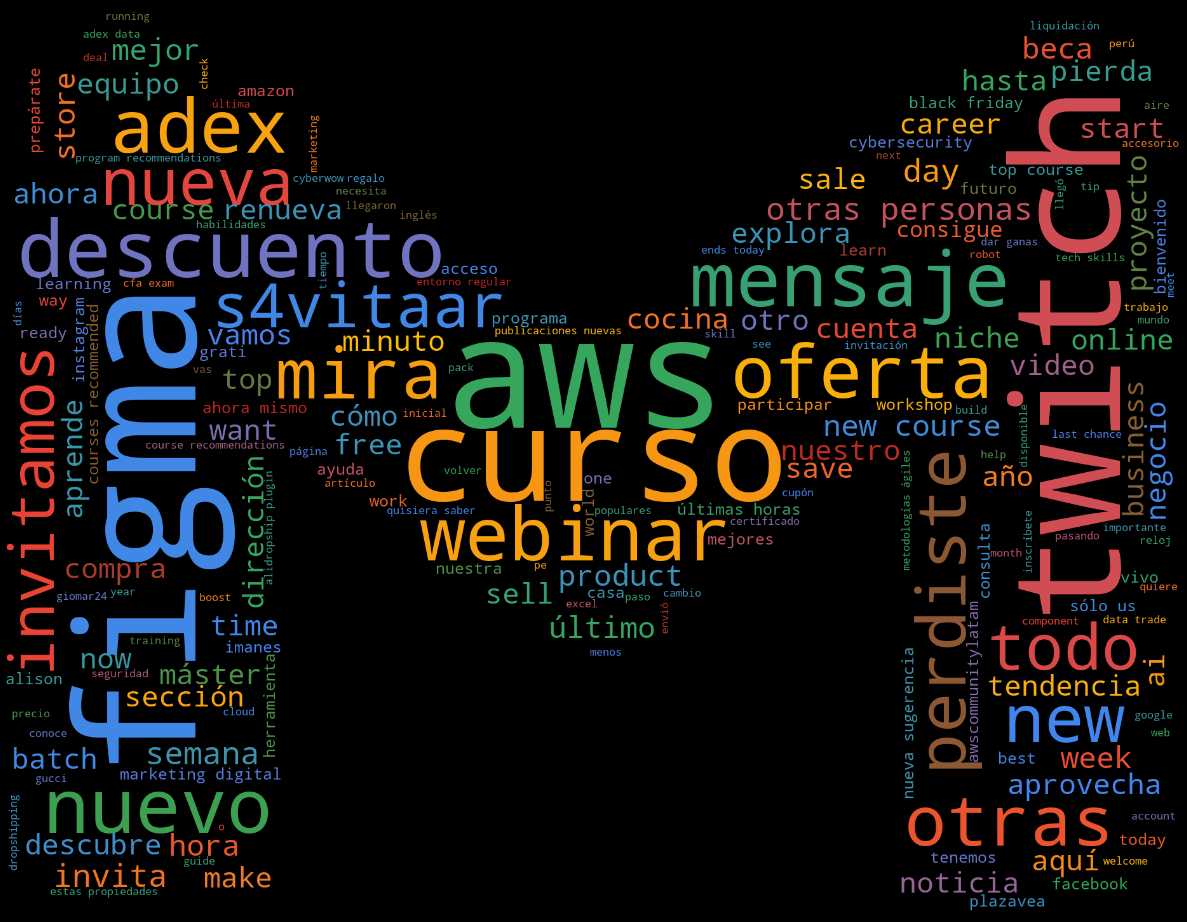 running
adex data
deal
mejor
check
equipo
prepárate
store
amazon
última
adex
marketing
program recommendations
nueva
cyberwow
regalo
necesita
ahora
course
renueva
llegaron
inglés
habilidades
descuento
tiempo
acceso
entorno regular
learning
cfa exam
way
días
ready
instagram
courses recommended
figma
s4vitaar
vamos
grati
vas
programa
publicaciones nuevas
minuto
mira
top
pack
invitamos
aprende
ahora mismo
want
cómo
inicial
course recommendations
página
free
ayuda
artículo
dirección
alidropship plugin
work
quisiera saber
volver
aws
curso
webinar
one
world
punto
populares
últimas horas
certificado
mejores
cupón
nuestra
pe
product
sell
casa
excel
paso
cambio
envió
último
menos
compra
giomar24
year
boost
time
imanes
training
now
seguridad
máster
alison
sección
cloud
herramienta
precio
conoce
batch
semana
gucci
marketing digital
nuevo
o
dropshipping
descubre
hora
guide
invita
make
estas propiedades
liquidación
beca
perú
hasta
pierda
black friday
aire
career
start
accesorio
cybersecurity
next
day
top course
sale
futuro
llegó
tip
twitch
proyecto
bienvenido
meet
otras personas
consigue
explora
dar ganas
ends today
learn
robot
tech skills
mensaje
trabajo
mundo
cocina
otro
skill
cuenta
niche
online
see
invitación
oferta
video
participar
workshop
build
new course
disponible
last chance
business
negocio
nuestro
save
help
año
perdiste
metodologías ágiles
importante
reloj
pasando
inscríbete
month
consulta
vivo
quiere
sólo us
component
data trade
todo
awscommunitylatam
nueva sugerencia
tendencia
ai
new
google
web
best
week
aprovecha
otras
account
today
tenemos
aquí
welcome
noticia
facebook
plazavea